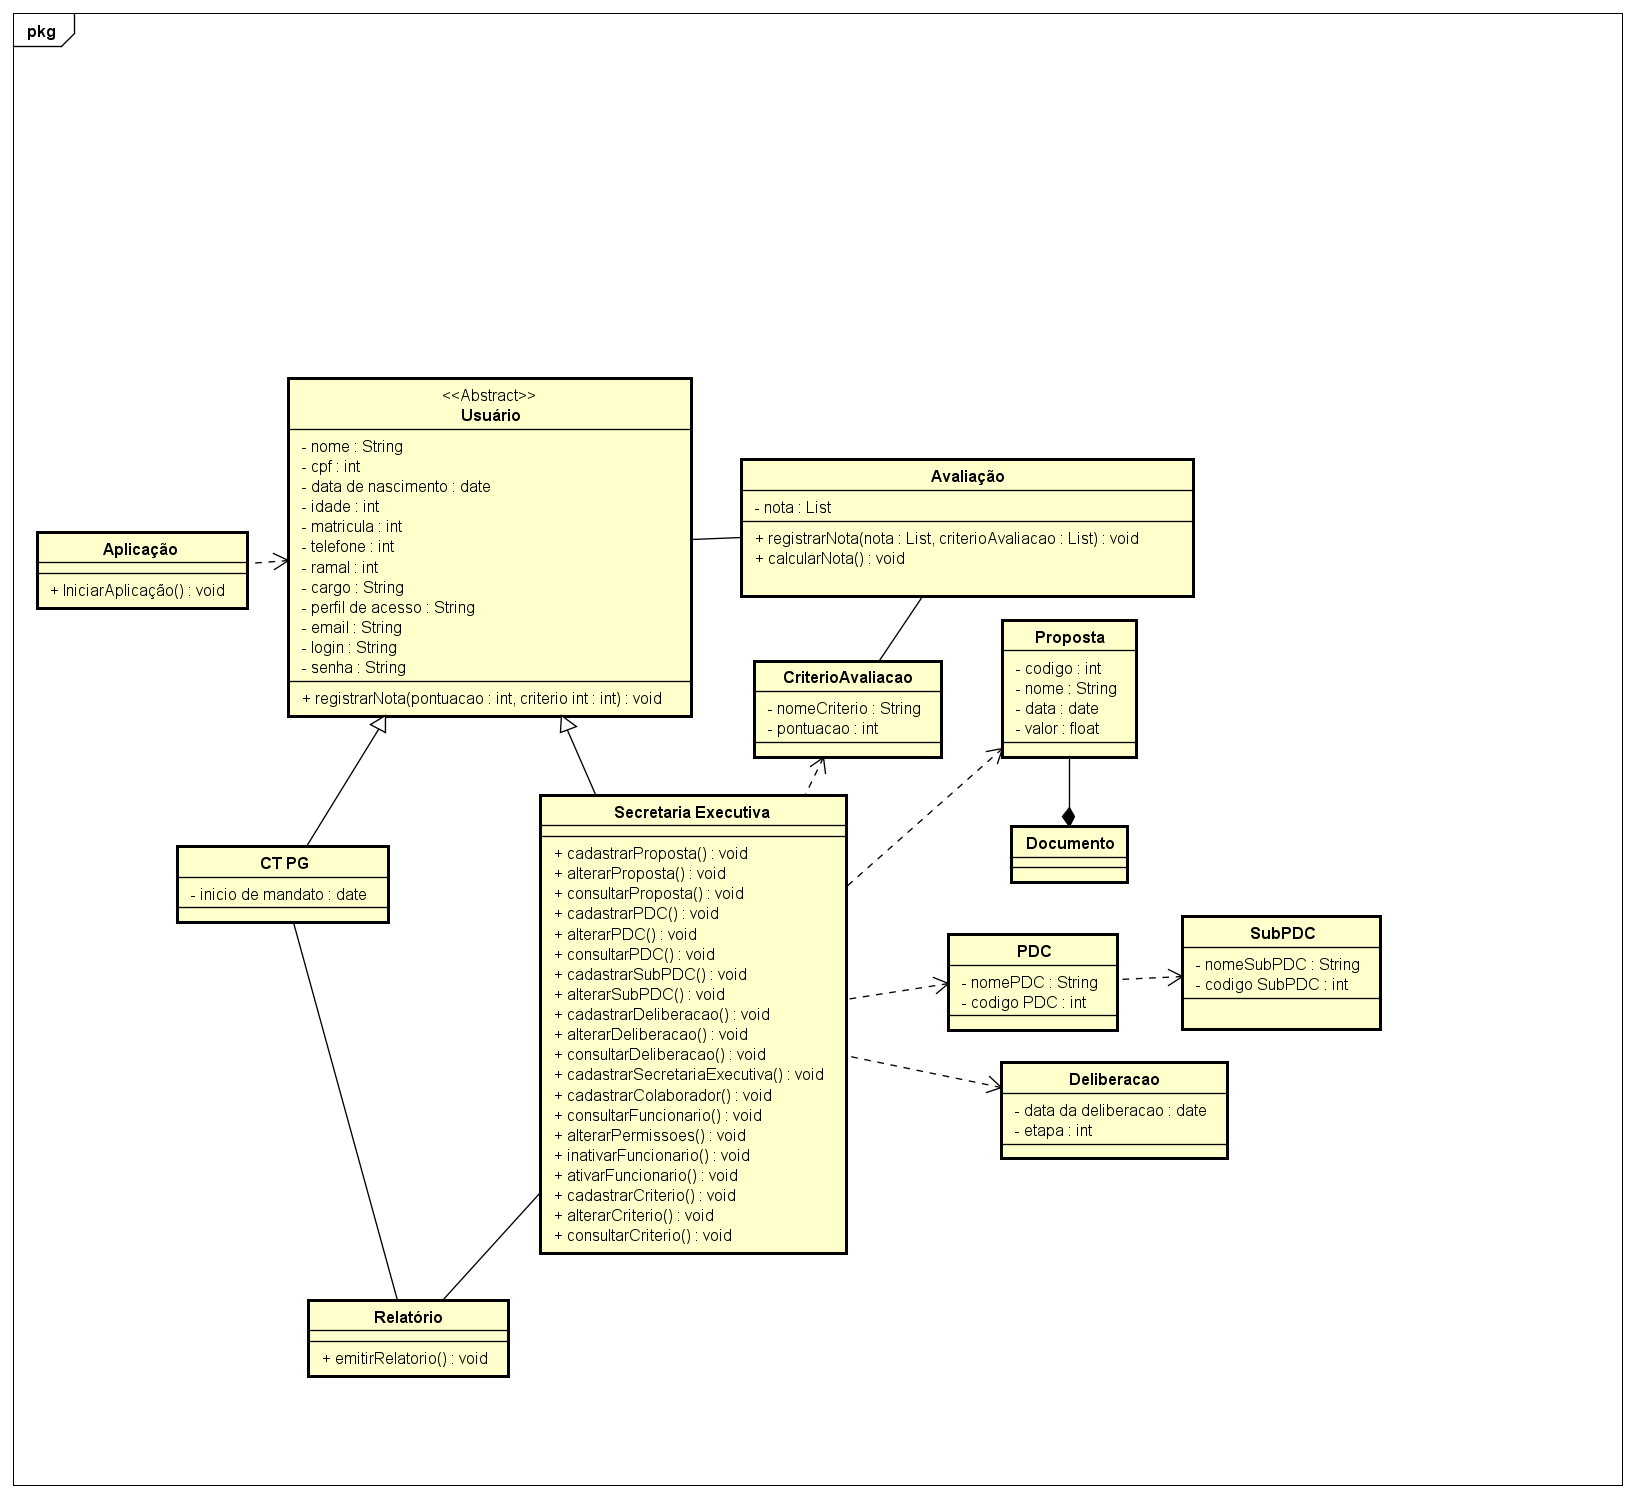 pkg
<<Abstract>>
Usuário
- nome : String
- cpf : int
- data de nascimento : date
- idade : int
- matricula : int
- telefone : int
- ramal : int
- cargo : String
- perfil de acesso : String
- email : String
- login : String
- senha : String
+ registrarNota(pontuacao : int, criterio int : int) : void
Aplicação
+ IniciarAplicação() : void
Avaliação
- nota : List
+ registrarNota(nota : List, criterioAvaliacao : List) : void
+ calcularNota() : void
CriterioAvaliacao
- nomeCriterio : String
- pontuacao : int
Proposta
- codigo : int
- nome : String
- data : date
- valor : float
Documento
CT PG
- inicio de mandato : date
Secretaria Executiva
+ cadastrarProposta() : void
+ alterarProposta() : void
+ consultarProposta() : void
+ cadastrarPDC() : void
+ alterarPDC() : void
+ consultarPDC() : void
+ cadastrarSubPDC() : void
+ alterarSubPDC() : void
+ cadastrarDeliberacao() : void
+ alterarDeliberacao() : void
+ consultarDeliberacao() : void
+ cadastrarSecretariaExecutiva() : void
+ cadastrarColaborador() : void
+ consultarFuncionario() : void
+ alterarPermissoes() : void
+ inativarFuncionario() : void
+ ativarFuncionario() : void
+ cadastrarCriterio() : void
+ alterarCriterio() : void
+ consultarCriterio() : void
PDC
- nomePDC : String
- codigo PDC : int
SubPDC
- nomeSubPDC : String
- codigo SubPDC : int
Deliberacao
- data da deliberacao : date
- etapa : int
Relatório
+ emitirRelatorio() : void